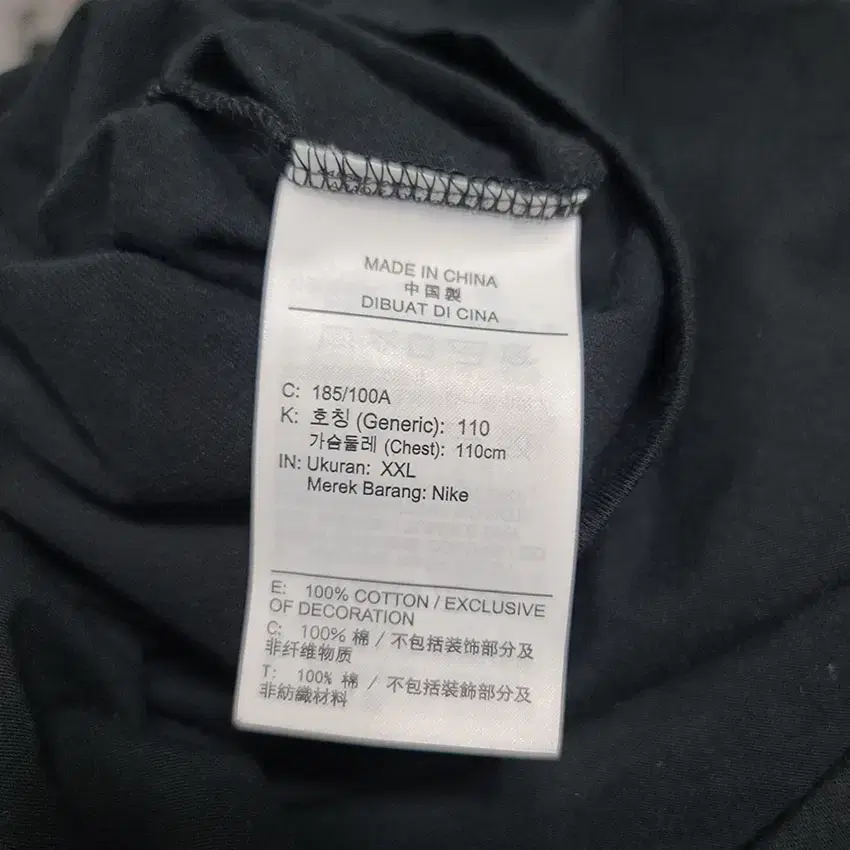 MADE IN CHINA
中国製
DIBUAT DI CINA
C: 185/100A
K: 호칭 (Generic): 110
가슴둘레 (Chest): 110cm
IN: Ukuran: XXL
Merek Barang: Nike
E: 100% COTTON / EXCLUSIVE
OF DECORATION
C: 100% 棉 / 不包括装饰部分及
非纤维物质
T: 100% 棉 / 不包括裝飾部分及
非紡織材料